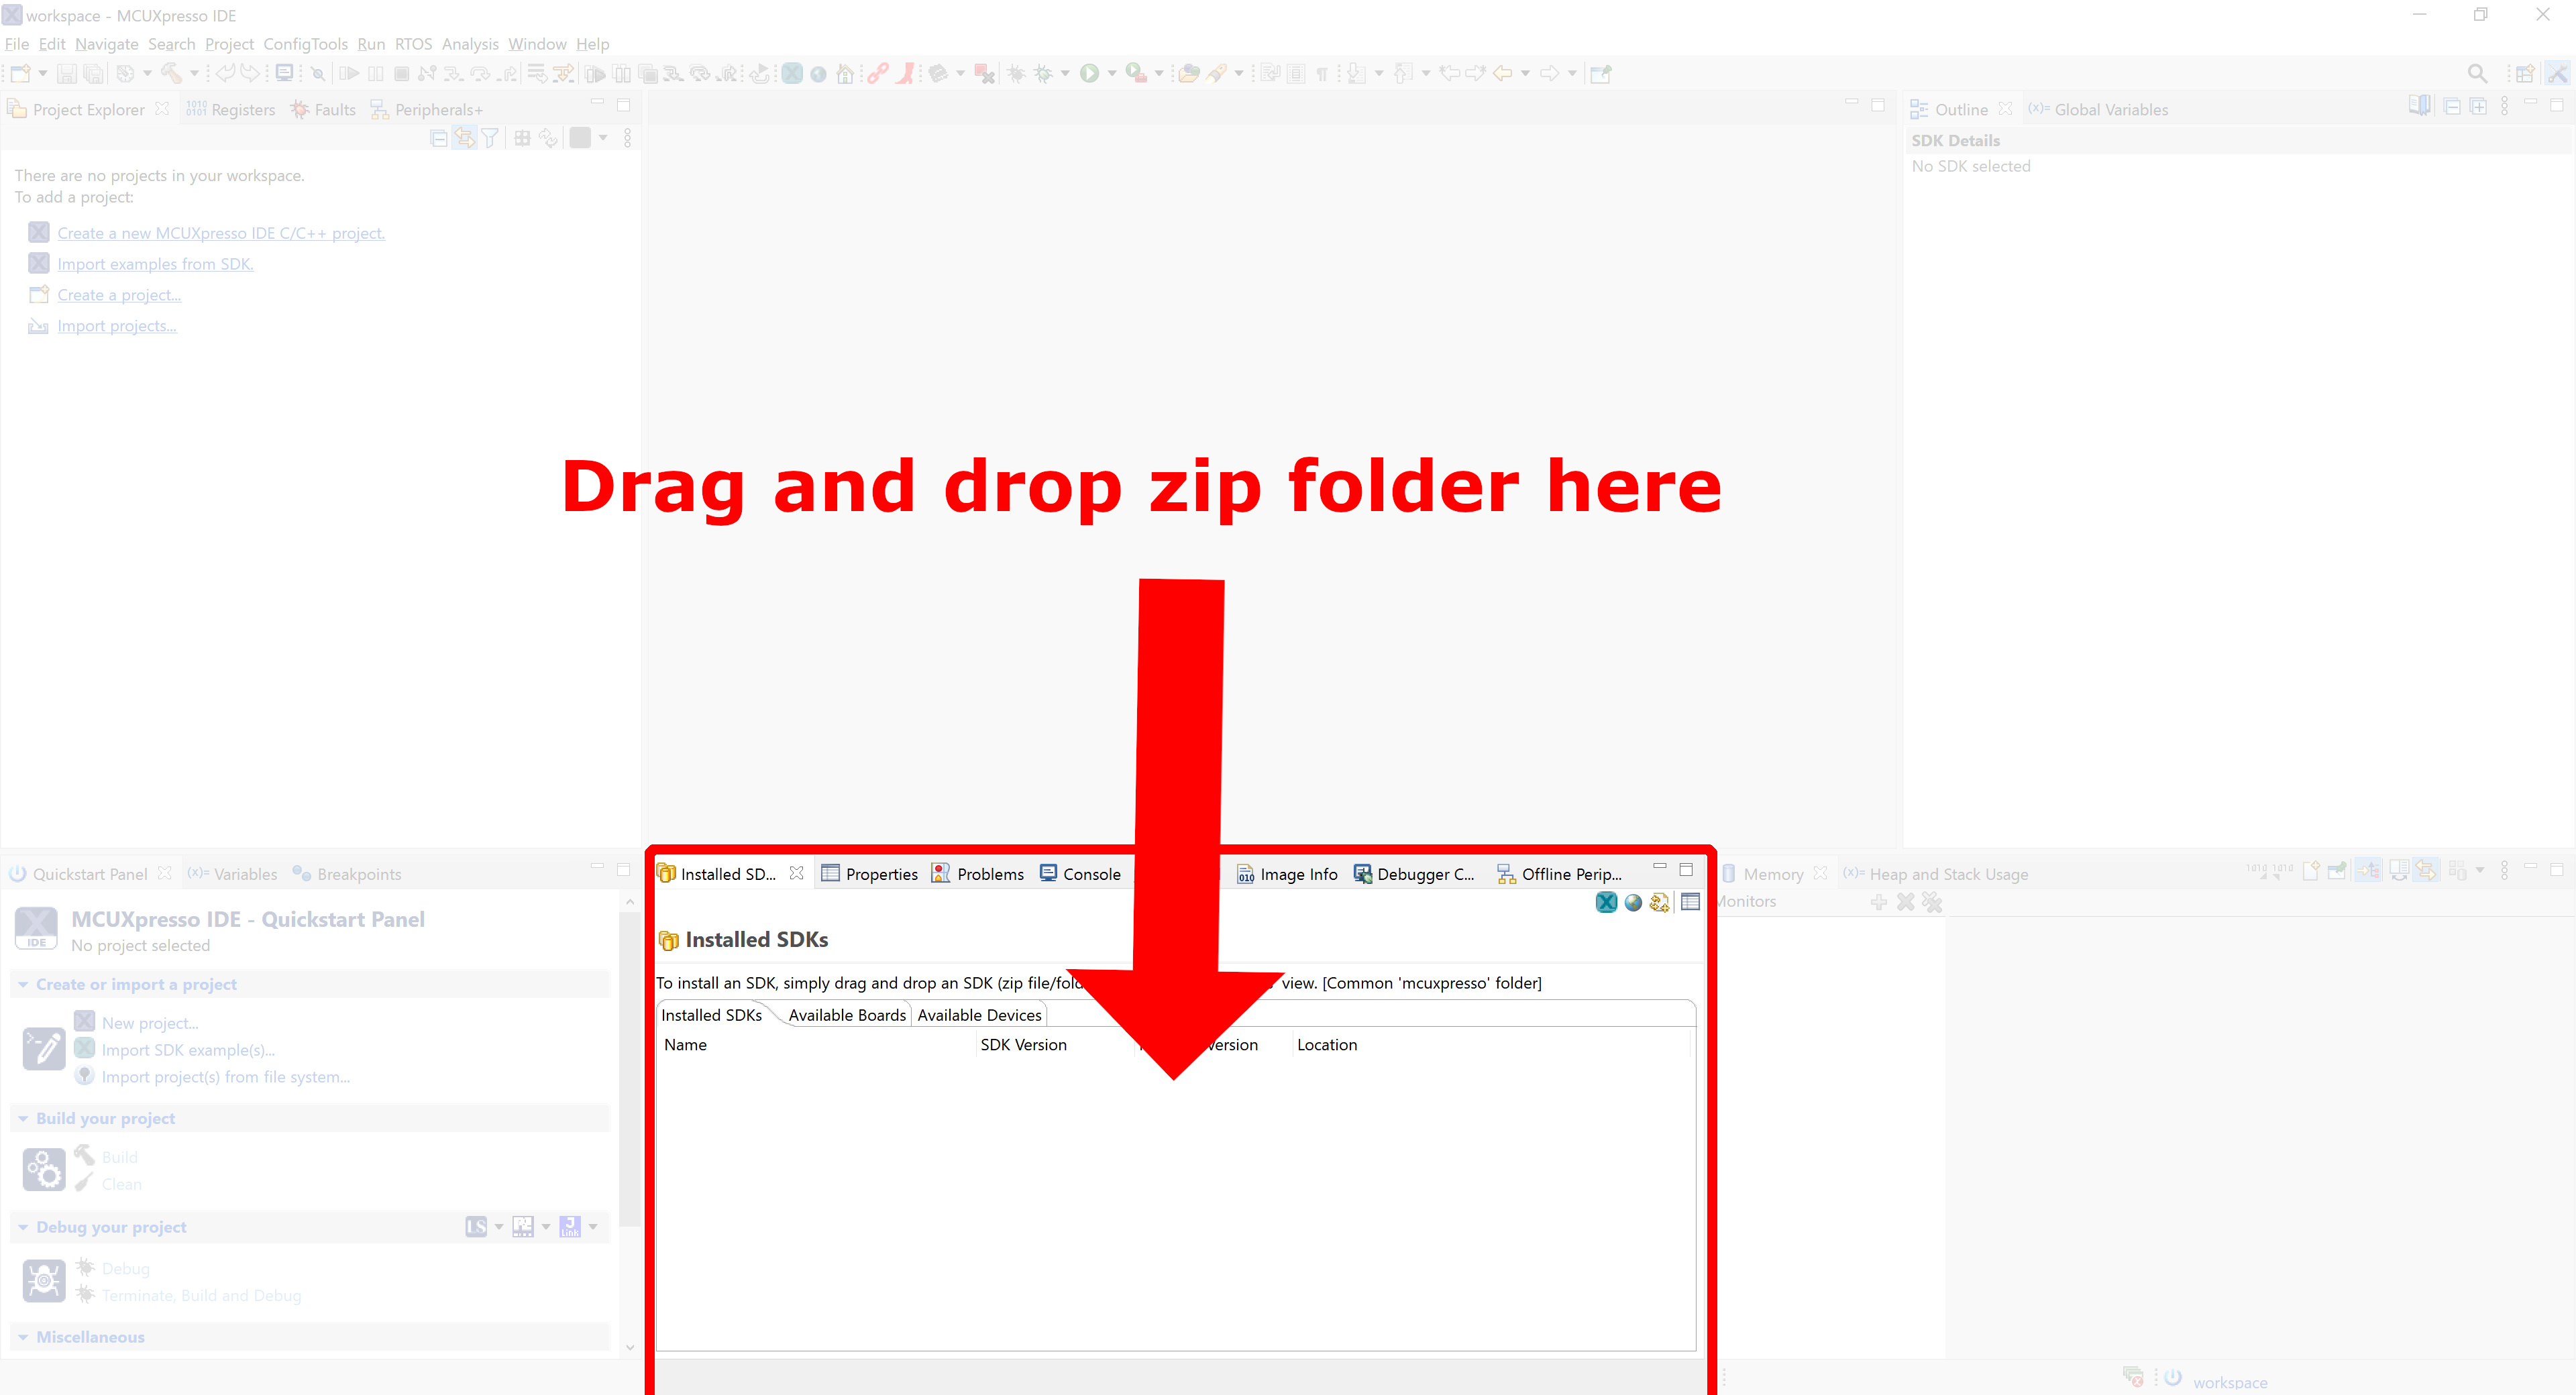 workspace - MCUXpresso IDE
File Edit Navigate Search Project ConfigTools Run RTOS Analysis Window Help
Project Explorer Registers Faults Peripherals+
Outline (x)= Global Variables
SDK Details
No SDK selected
There are no projects in your workspace.
To add a project:
Create a new MCUXpresso IDE C/C++ project.
Import examples from SDK.
Create a project...
Import projects...
Drag and drop zip folder here
Quickstart Panel (x)= Variables Breakpoints
MCUXpresso IDE - Quickstart Panel
No project selected
IDE
Create or import a project
New project...
Import SDK example(s)...
Import project(s) from file system...
Build your project
Build
Clean
Debug your project
LS
J Link
Debug
Terminate, Build and Debug
Miscellaneous
Installed SD... Properties Problems Console Image Info Debugger C... Offline Perip...
Installed SDKs
To install an SDK, simply drag and drop an SDK (zip file/fold view. [Common 'mcuxpresso' folder]
Installed SDKs Available Boards Available Devices
Name SDK Version Version Location
Memory (x)= Heap and Stack Usage
Monitors
workspace